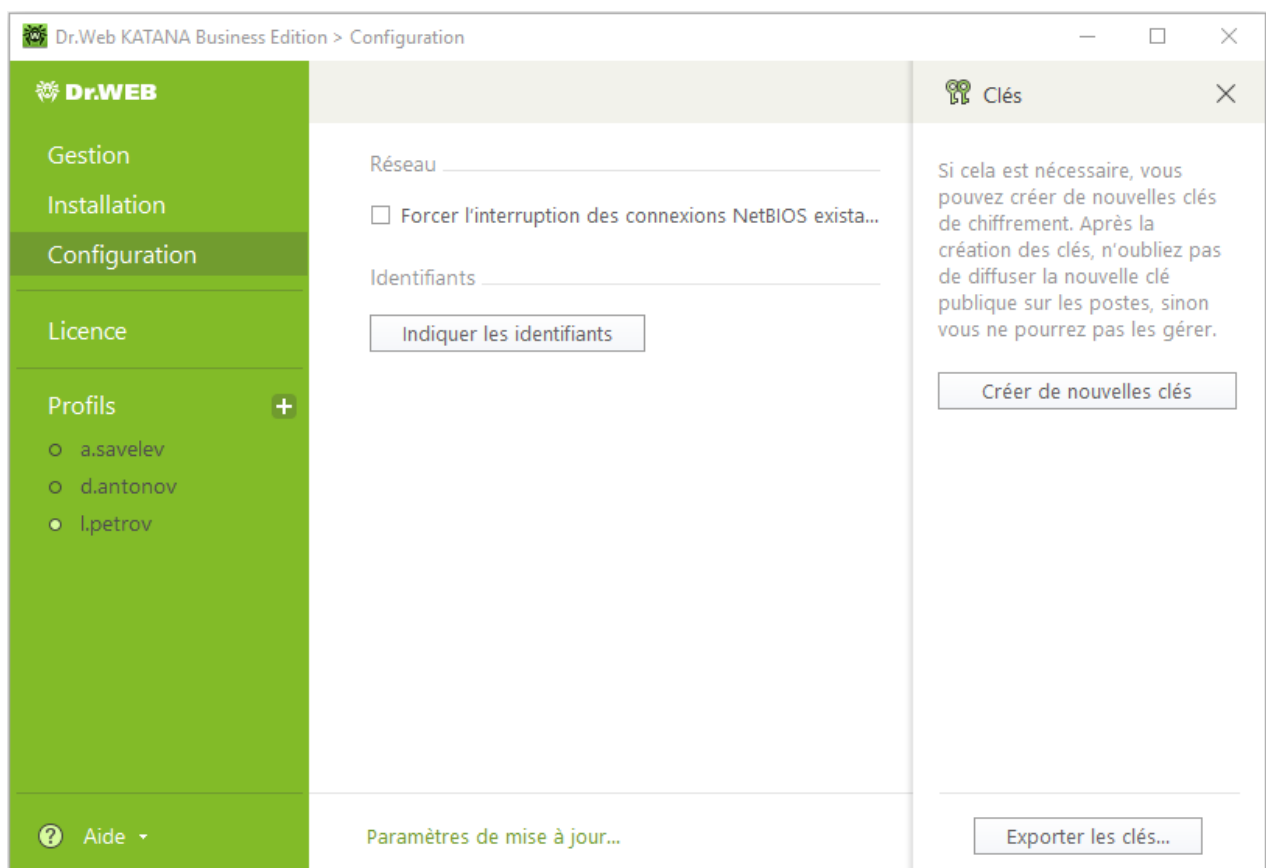 Dr.Web KATANA Business Edition > Configuration
Dr.WEB
Gestion
Installation
Configuration
Licence
Profils
a.savelev
d.antonov
l.petrov
Aide
Réseau
Forcer l'interruption des connexions NetBIOS exista...
Identifiants
Indiquer les identifiants
Paramètres de mise à jour...
Clés
Si cela est nécessaire, vous
pouvez créer de nouvelles clés
de chiffrement. Après la
création des clés, n'oubliez pas
de diffuser la nouvelle clé
publique sur les postes, sinon
vous ne pourrez pas les gérer.
Créer de nouvelles clés
Exporter les clés...